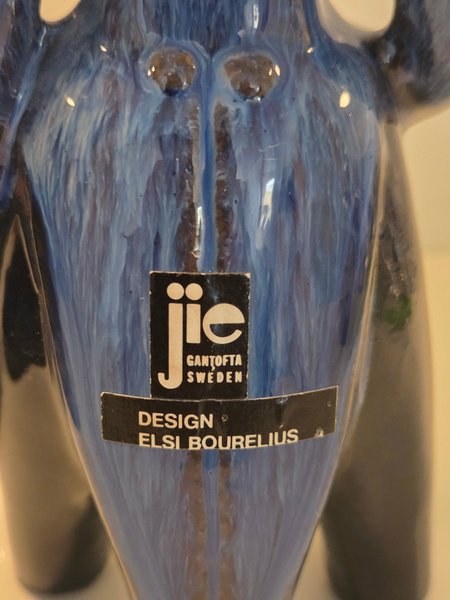 jie
GANTOFTA
SWEDEN
DESIGN
ELSI BOURELIUS